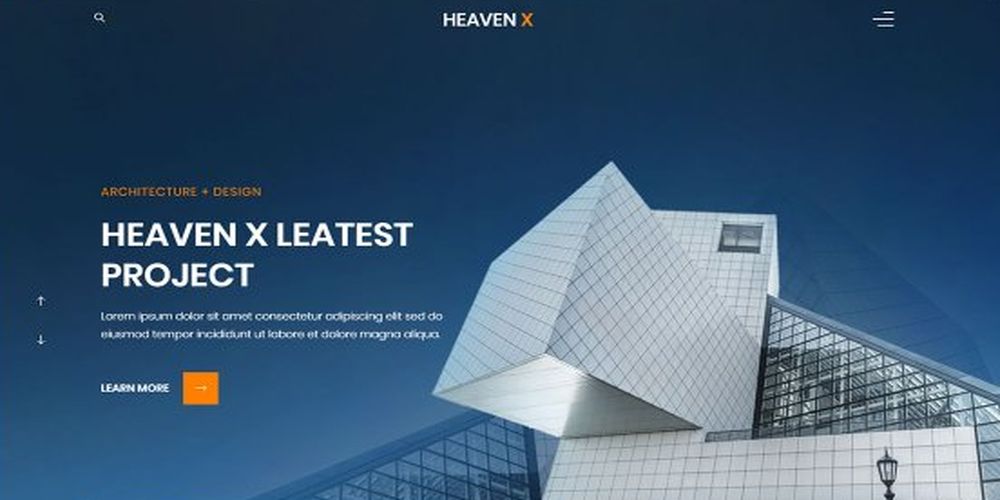 HEAVEN X
ARCHITECTURE + DESIGN
HEAVEN X LEATEST
PROJECT
Lorem ipsum dolor sit amet consectetur adipiscing elit sed do
eiusmod tempor incididunt ut labore et dolore magna aliqua.
LEARN MORE